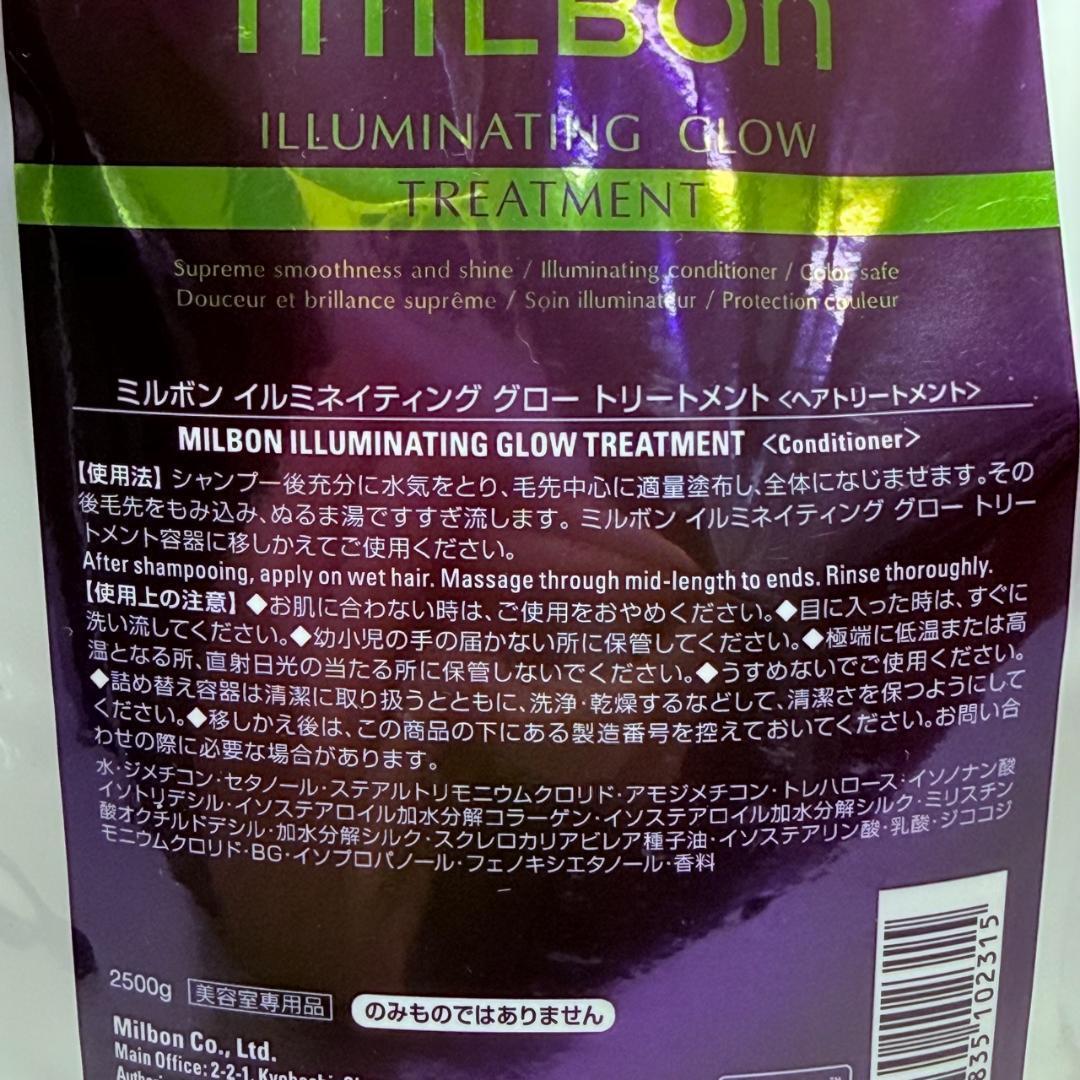 milbon
ILLUMINATING GLOW
TREATMENT
Supreme smoothness and shine / Illuminating conditioner / Color safe
Douceur et brillance suprême / Soin illuminateur / Protection couleur
ミルボン イルミネイティング グロー トリートメント <ヘアトリートメント>
MILBON ILLUMINATING GLOW TREATMENT <Conditioner>
【使用法】シャンプー後充分に水気をとり、毛先中心に適量塗布し、全体になじませます。その
後毛先をもみ込み、ぬるま湯ですすぎ流します。ミルボン イルミネイティング グロー トリー
トメント容器に移しかえてご使用ください。
After shampooing, apply on wet hair. Massage through mid-length to ends. Rinse thoroughly.
【使用上の注意】◆お肌に合わない時は、ご使用をおやめください。◆目に入った時は、すぐに
洗い流してください。◆幼小児の手の届かない所に保管してください。◆極端に低温または高
温となる所、直射日光の当たる所に保管しないでください。◆うすめないでご使用ください。
◆詰め替え容器は清潔に取り扱うとともに、洗浄・乾燥するなどして、清潔さを保つようにして
ください。◆移しかえ後は、この商品の下にある製造番号を控えておいてください。お問い合
わせの際に必要な場合があります。
水・ジメチコン・セタノール・ステアルトリモニウムクロリド・アモジメチコン・トレハロース・イソノナン酸
イソトリデシル・イソステアロイル加水分解コラーゲン・イソステアロイル加水分解シルク・ミリスチン
酸オクチルドデシル・加水分解シルク・スクレロカリアビレア種子油・イソステアリン酸・乳酸・ジココジ
モニウムクロリド・BG・イソプロパノール・フェノキシエタノール・香料
2500g 美容室専用品 のみものではありません
Milbon Co., Ltd.
Main Office: 2-2-1,
835 102315